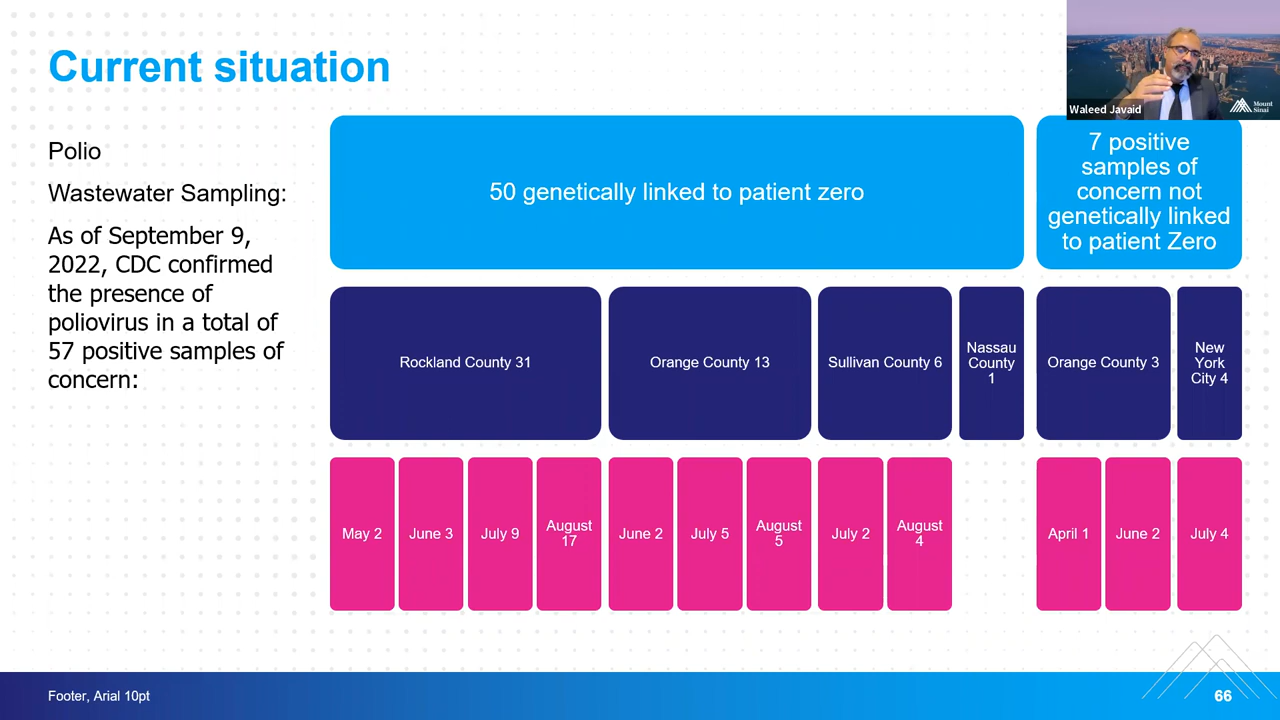 Current situation
Waleed Javaid
Mount
Sinai
Polio
Wastewater Sampling:
As of September 9,
2022, CDC confirmed
the presence of
poliovirus in a total of
57 positive samples of
concern:
50 genetically linked to patient zero
7 positive
samples of
concern not
genetically linked
to patient Zero
Rockland County 31
Orange County 13
Sullivan County 6
Nassau
County
1
Orange County 3
New
York
City 4
May 2
June 3
July 9
August
17
June 2
July 5
August
5
July 2
August
4
April 1
June 2
July 4
Footer, Arial 10pt
66